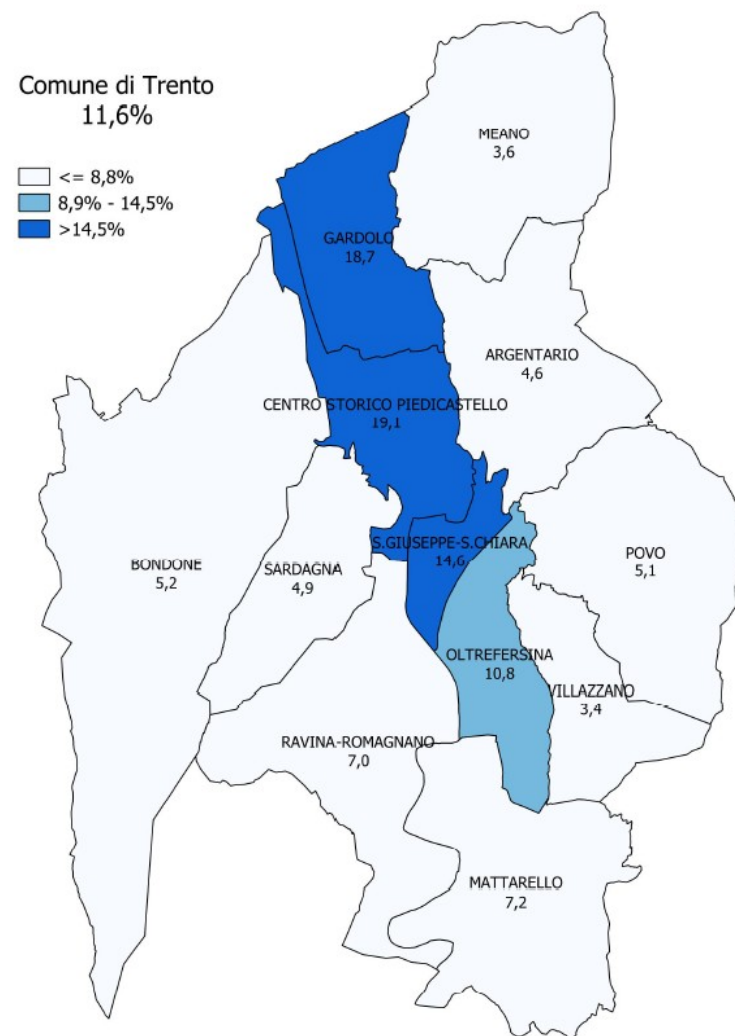 Comune di Trento
11,6%
<= 8,8%
8,9% - 14,5%
>14,5%
MEANO
3,6
GARDOLO
18,7
ARGENTARIO
4,6
CENTRO STORICO PIEDICASTELLO
19,1
S.GIUSEPPE-S.CHIARA
14,6
BONDONE
5,2
SARDAGNA
4,9
POVO
5,1
OLTREFERSINA
10,8
VILLAZZANO
3,4
RAVINA-ROMAGNANO
7,0
MATTARELLO
7,2